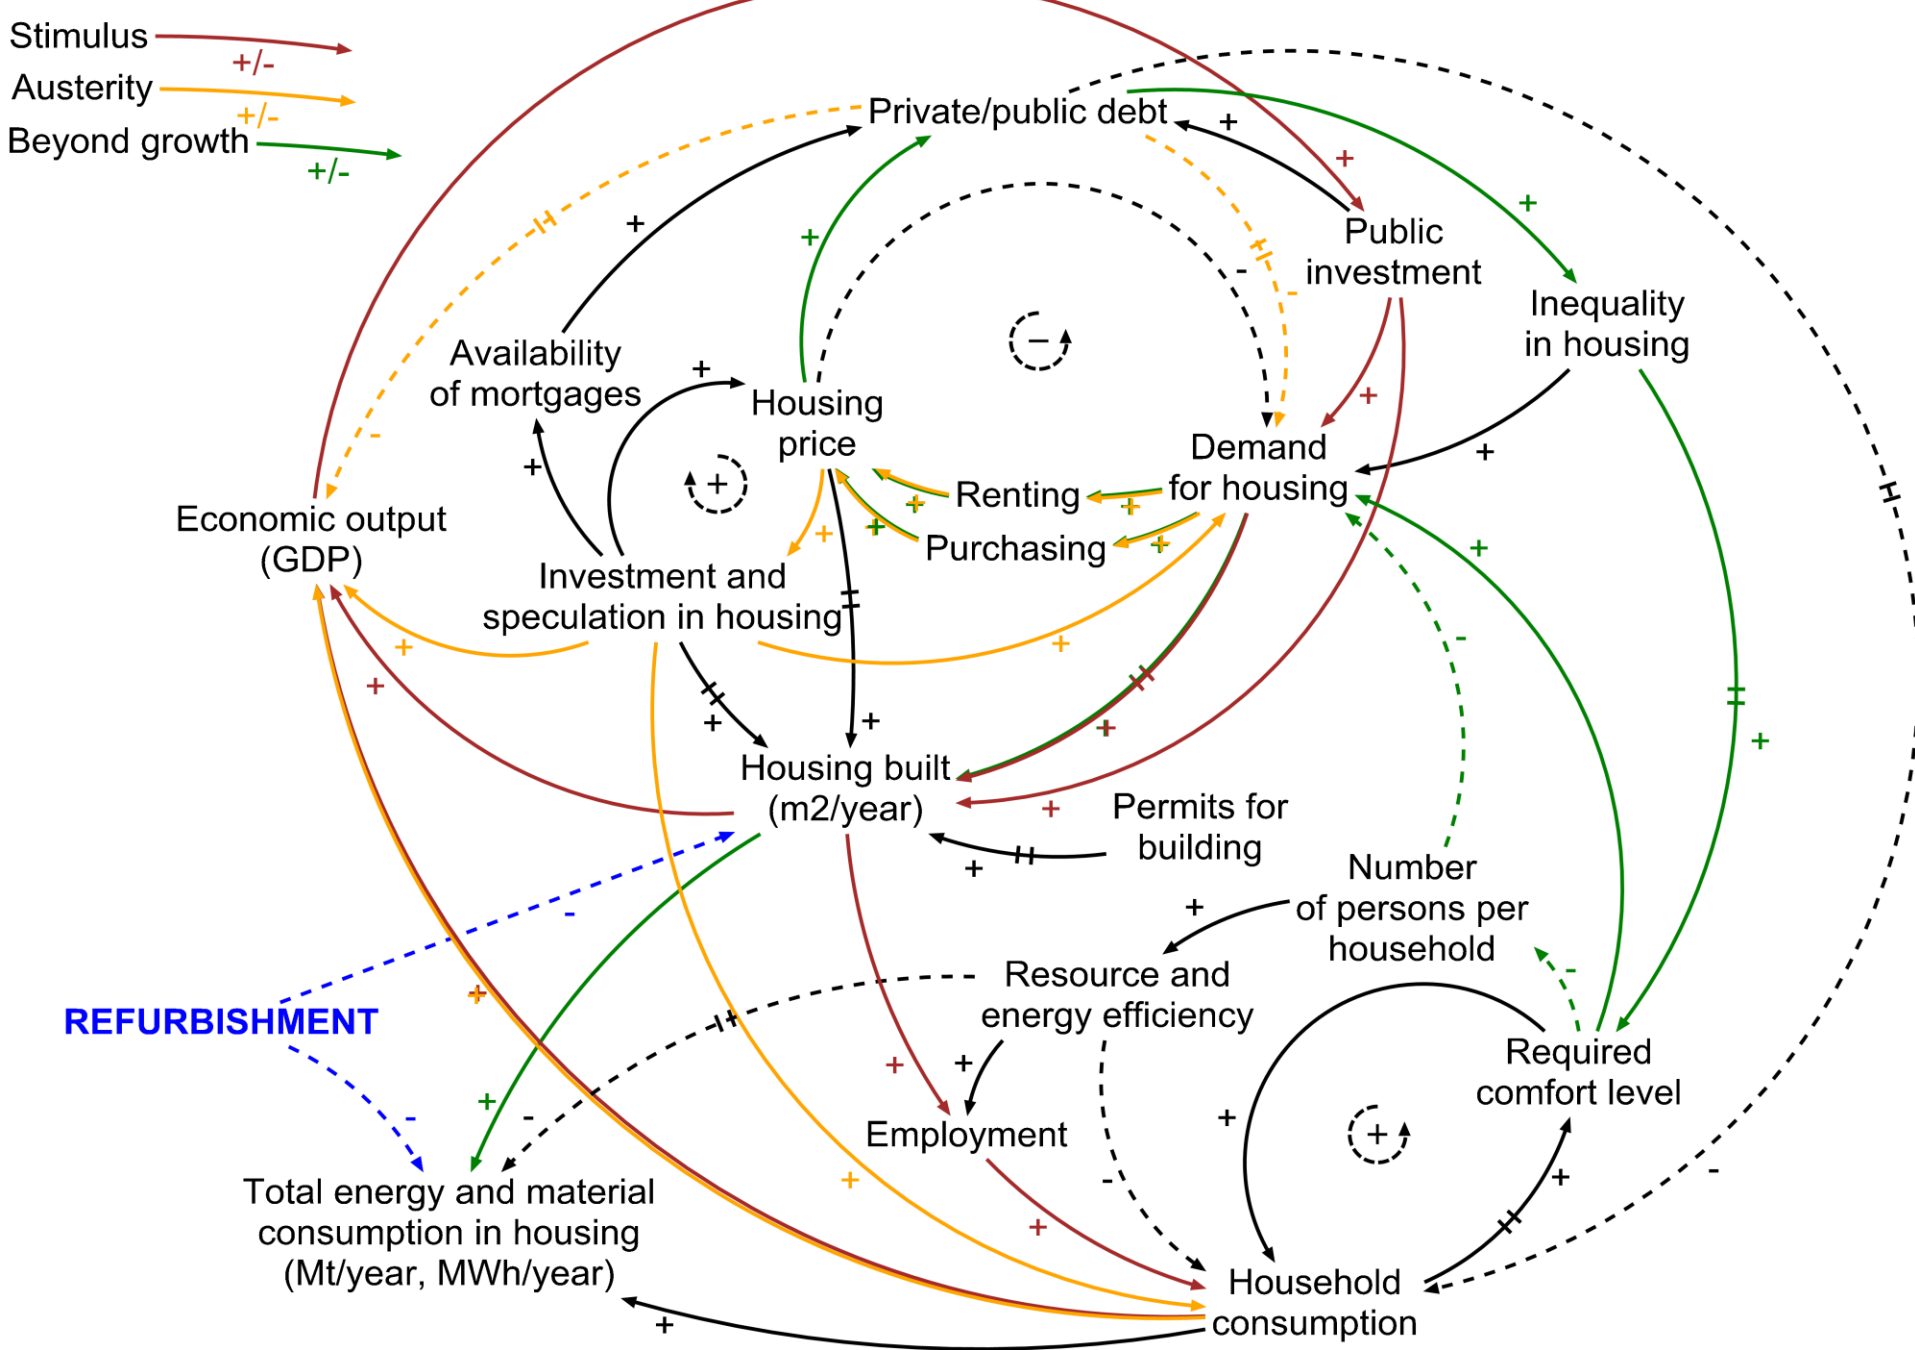 Stimulus
+/-
Austerity
+/-
Beyond growth
+/-
Private/public debt
Public
investment
Inequality
in housing
Availability
of mortgages
Housing
price
Demand
for housing
Renting
Purchasing
Economic output
(GDP)
Investment and
speculation in housing
Housing built
(m2/year)
Permits for
building
Number
of persons per
household
Resource and
energy efficiency
REFURBISHMENT
Required
comfort level
Employment
Total energy and material
consumption in housing
(Mt/year, MWh/year)
Household
consumption